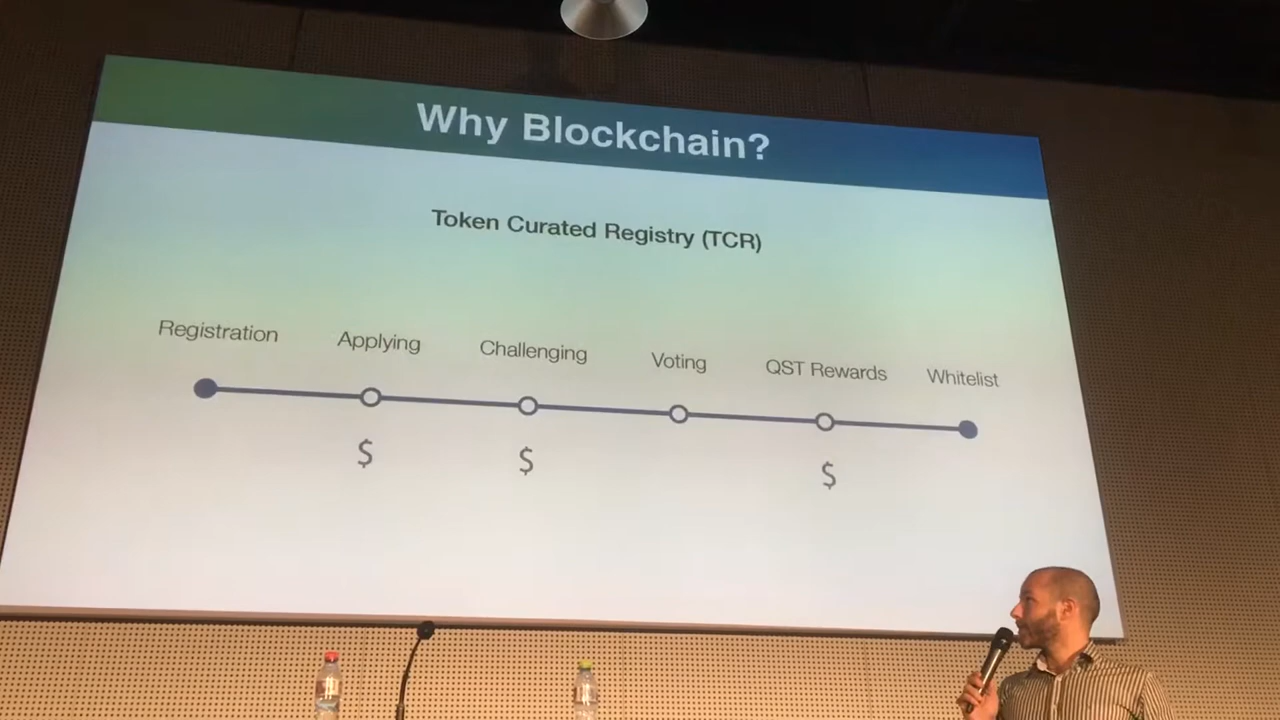 Why Blockchain?
Token Curated Registry (TCR)
Registration Applying Challenging Voting QST Rewards Whitelist
$ $ $